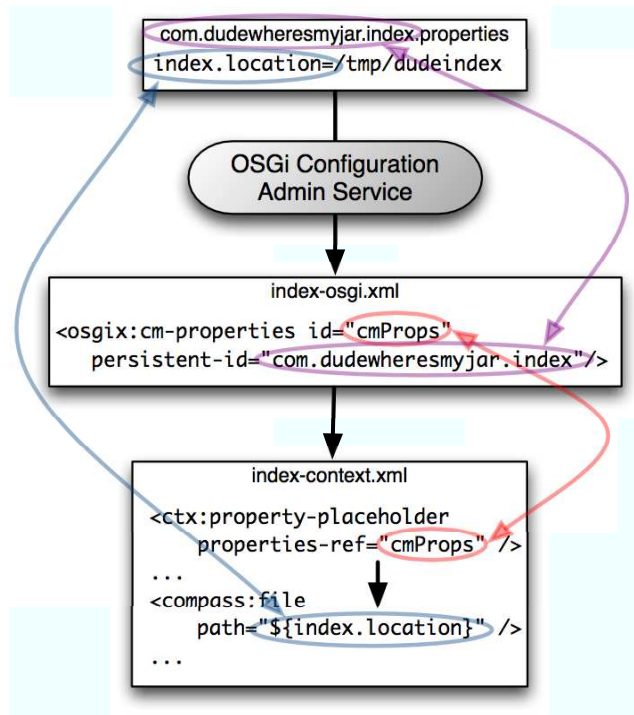 com.dudewheresmyjar.index.properties
index.location=/tmp/dudeindex
OSGi Configuration
Admin Service
index-osgi.xml
<osgix:cm-properties id="cmProps"
persistent-id="com.dudewheresmyjar.index"/>
index-context.xml
<ctx:property-placeholder
properties-ref="cmProps" />
...
<compass:file
path="${index.location}" />
...